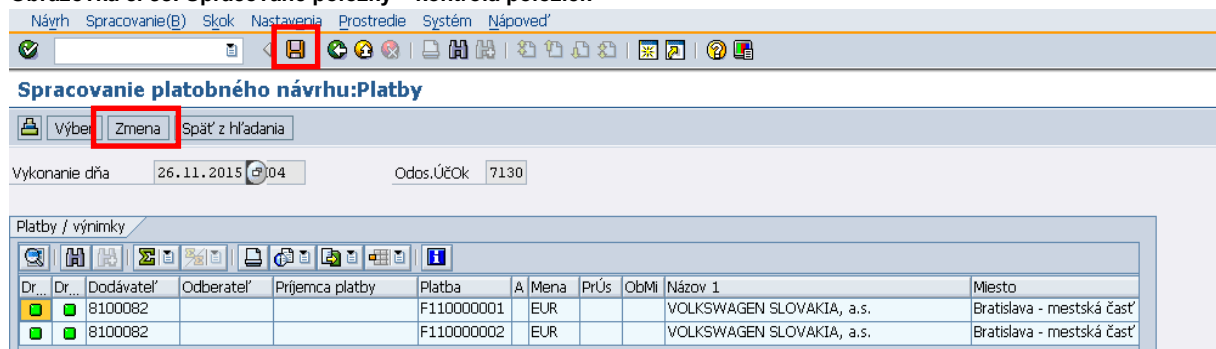 Návrh Spracovanie(B) Skok Nastavenia Prostredie Systém Nápoveď
Spracovanie platobného návrhu:Platby
Výber Zmena Späť z hľadania
Vykonanie dňa 26.11.2015 04 Odos.ÚčOk 7130
Platby / výnimky
Dr... Dr... Dodávateľ Odberateľ Príjemca platby Platba A Mena PrÚs ObMi Názov 1 Miesto
8100082 F110000001 EUR VOLKSWAGEN SLOVAKIA, a.s. Bratislava - mestská časť
8100082 F110000002 EUR VOLKSWAGEN SLOVAKIA, a.s. Bratislava - mestská časť